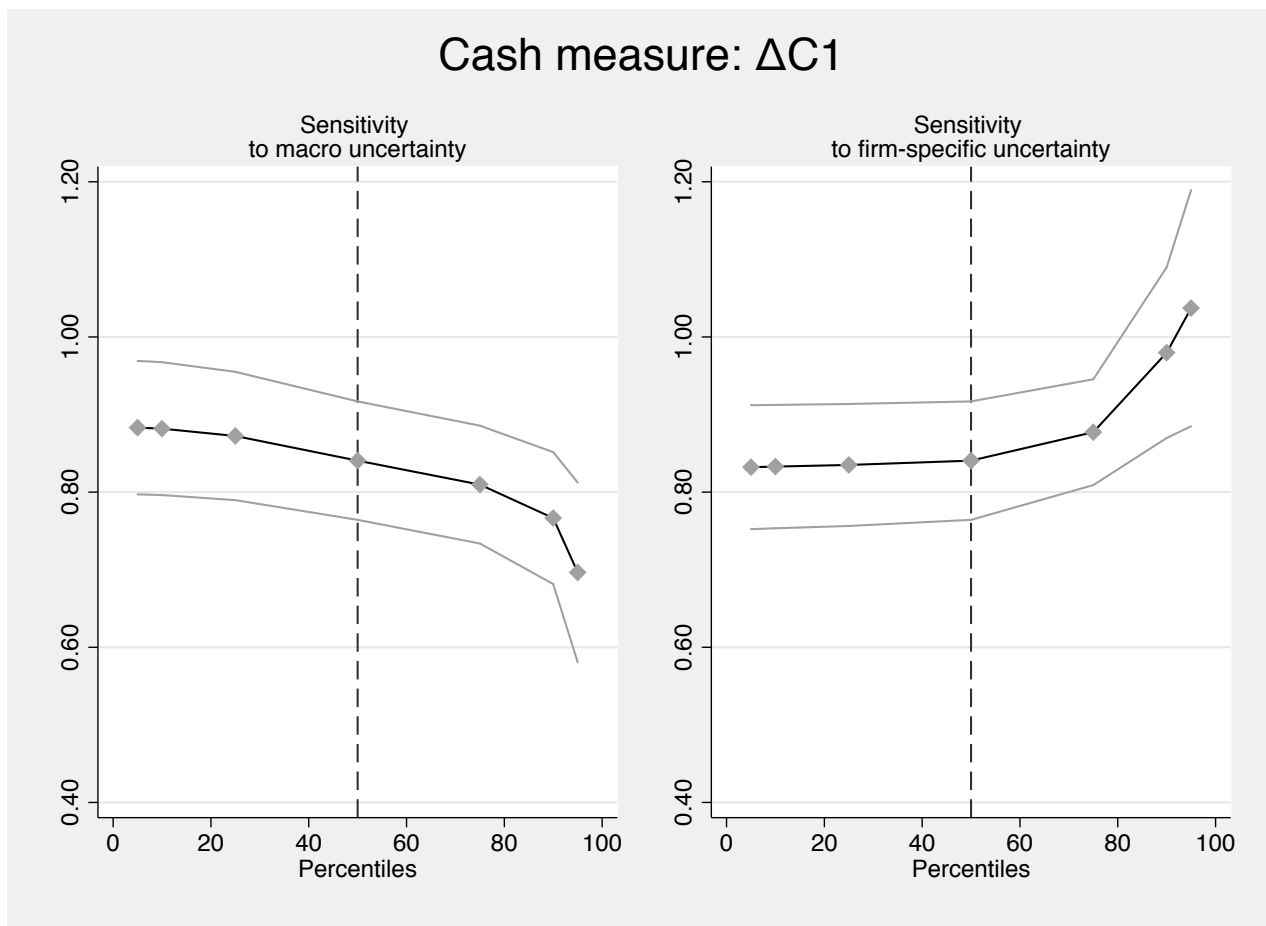 Cash measure: ΔC1
Sensitivity
to macro uncertainty
1.20
1.00
0.80
0.60
0.40
0 20 40 60 80 100
Percentiles
Sensitivity
to firm-specific uncertainty
1.20
1.00
0.80
0.60
0.40
0 20 40 60 80 100
Percentiles